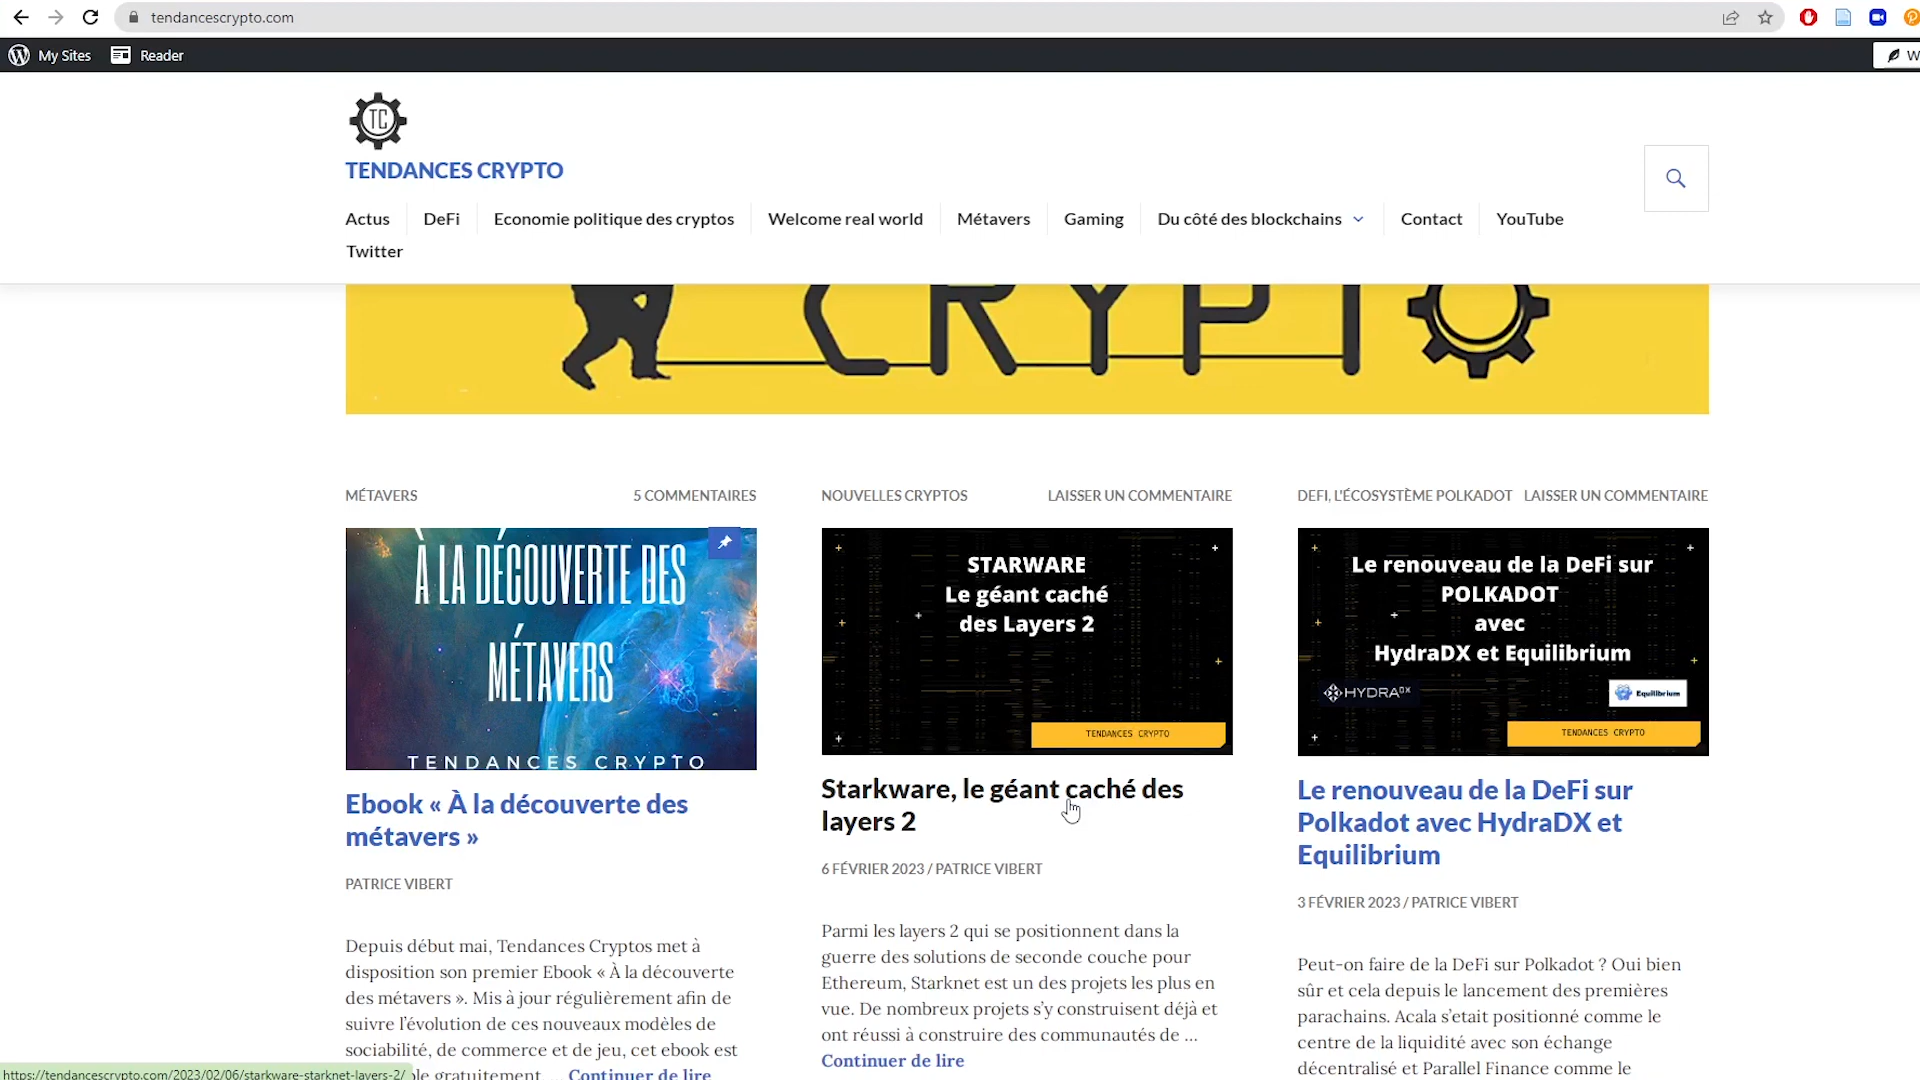 tendancescrypto.com
My Sites
Reader
W
TC
TENDANCES CRYPTO
Actus
DeFi
Economie politique des cryptos
Welcome real world
Métavers
Gaming
Du côté des blockchains
Contact
YouTube
Twitter
CRYPTO
MÉTAVERS
5 COMMENTAIRES
À LA DÉCOUVERTE DES
MÉTAVERS
TENDANCES CRYPTO
Ebook « À la découverte des
métavers »
PATRICE VIBERT
Depuis début mai, Tendances Cryptos met à
disposition son premier Ebook « À la découverte
des métavers ». Mis à jour régulièrement afin de
suivre l’évolution de ces nouveaux modèles de
sociabilité, de commerce et de jeu, cet ebook est
ble gratuitement. … Continuer de lire
NOUVELLES CRYPTOS
LAISSER UN COMMENTAIRE
STARWARE
Le géant caché
des Layers 2
TENDANCES CRYPTO
Starkware, le géant caché des
layers 2
6 FÉVRIER 2023 / PATRICE VIBERT
Parmi les layers 2 qui se positionnent dans la
guerre des solutions de seconde couche pour
Ethereum, Starknet est un des projets les plus en
vue. De nombreux projets s’y construisent déjà et
ont réussi à construire des communautés de …
Continuer de lire
DEFI, L'ÉCOSYSTÈME POLKADOT
LAISSER UN COMMENTAIRE
Le renouveau de la DeFi sur
POLKADOT
avec
HydraDX et Equilibrium
HYDRADX
Equilibrium
TENDANCES CRYPTO
Le renouveau de la DeFi sur
Polkadot avec HydraDX et
Equilibrium
3 FÉVRIER 2023 / PATRICE VIBERT
Peut-on faire de la DeFi sur Polkadot ? Oui bien
sûr et cela depuis le lancement des premières
parachains. Acala s’etait positionné comme le
centre de la liquidité avec son échange
décentralisé et Parallel Finance comme le
https://tendancescrypto.com/2023/02/06/starkware-starknet-layers-2/